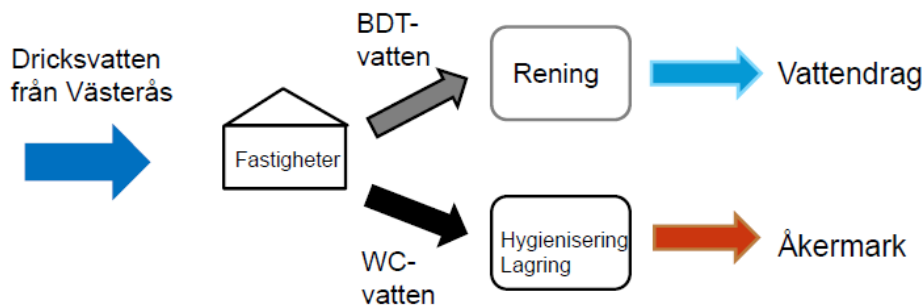 Dricksvatten
från Västerås
Fastigheter
BDT-
vatten
Rening
Vattendrag
WC-
vatten
Hygienisering
Lagring
Åkermark